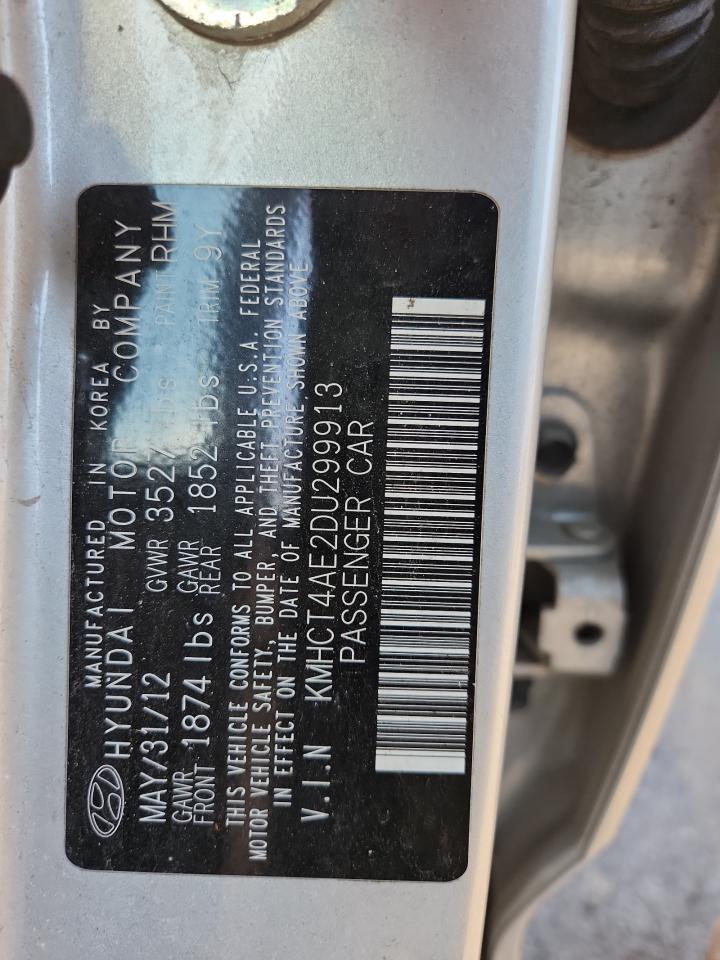 MANUFACTURED IN KOREA BY
HYUNDAI MOTOR COMPANY
MAY/31/12 GVWR 3527 lbs PAINT RHM
GAWR FRONT 1874 lbs GAWR REAR 1852 lbs TRIM 9Y
THIS VEHICLE CONFORMS TO ALL APPLICABLE U.S.A. FEDERAL
MOTOR VEHICLE SAFETY, BUMPER, AND THEFT PREVENTION STANDARDS
IN EFFECT ON THE DATE OF MANUFACTURE SHOWN ABOVE
V.I.N KMHCT4AE2DU299913
PASSENGER CAR